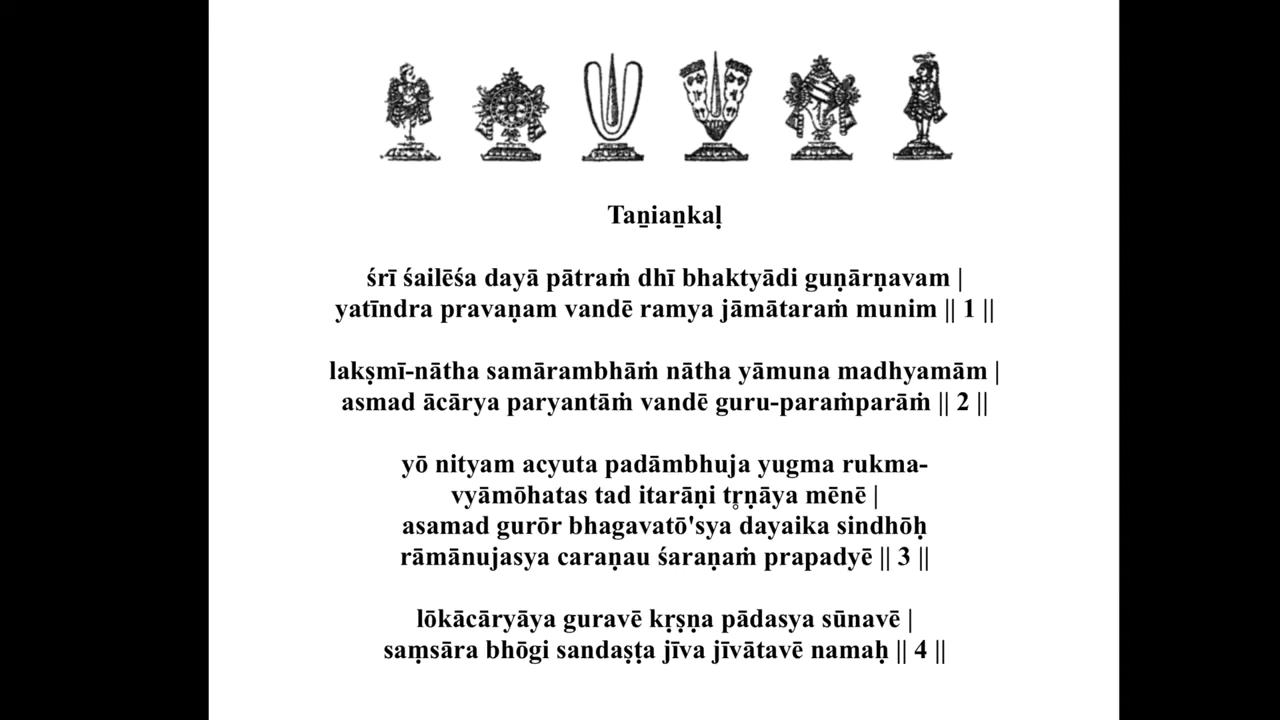 Taṉiaṉkaḷ
śrī śailēśa dayā pātraṁ dhī bhaktyādi guṇārṇavam |
yatīndra pravaṇam vandē ramya jāmātaraṁ munim || 1 ||
lakṣmī-nātha samārambhāṁ nātha yāmuna madhyamām |
asmad ācārya paryantāṁ vandē guru-paraṁparāṁ || 2 ||
yō nityam acyuta padāmbhuja yugma rukma-
vyāmōhatas tad itarāṇi tr̥ṇāya mēnē |
asamad gurōr bhagavatō'sya dayaika sindhōḥ
rāmānujasya caraṇau śaraṇaṁ prapadyē || 3 ||
lōkācāryāya guravē kṛṣṇa pādasya sūnavē |
saṃsāra bhōgi sandaṣṭa jīva jīvātavē namaḥ || 4 ||